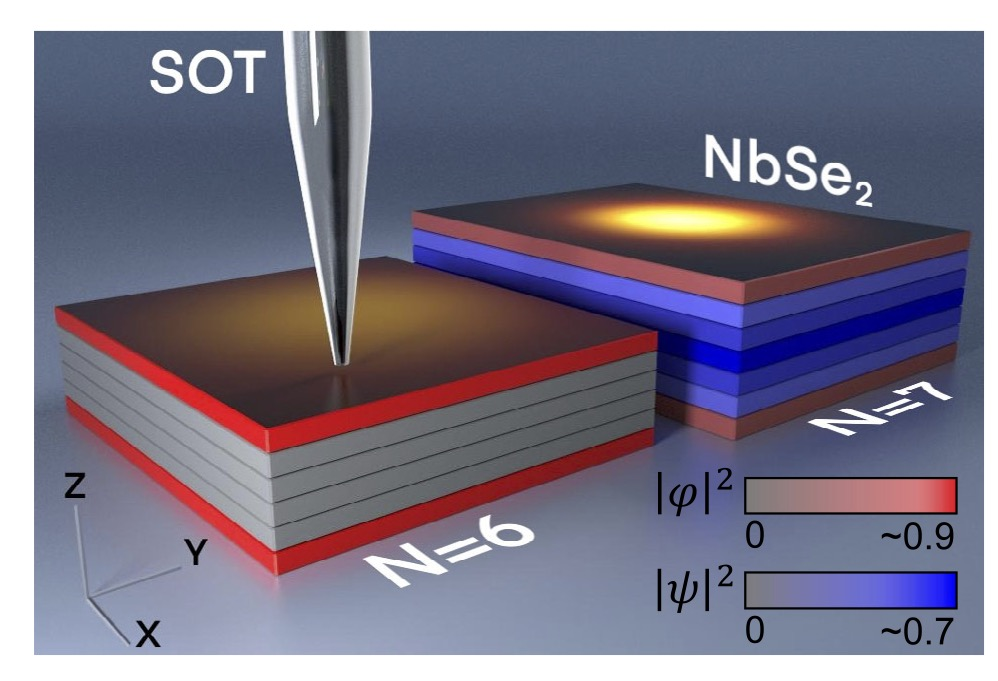 SOT
NbSe₂
N=7
N=6
Z
Y
X
|φ|²
0 ~0.9
|ψ|²
0 ~0.7